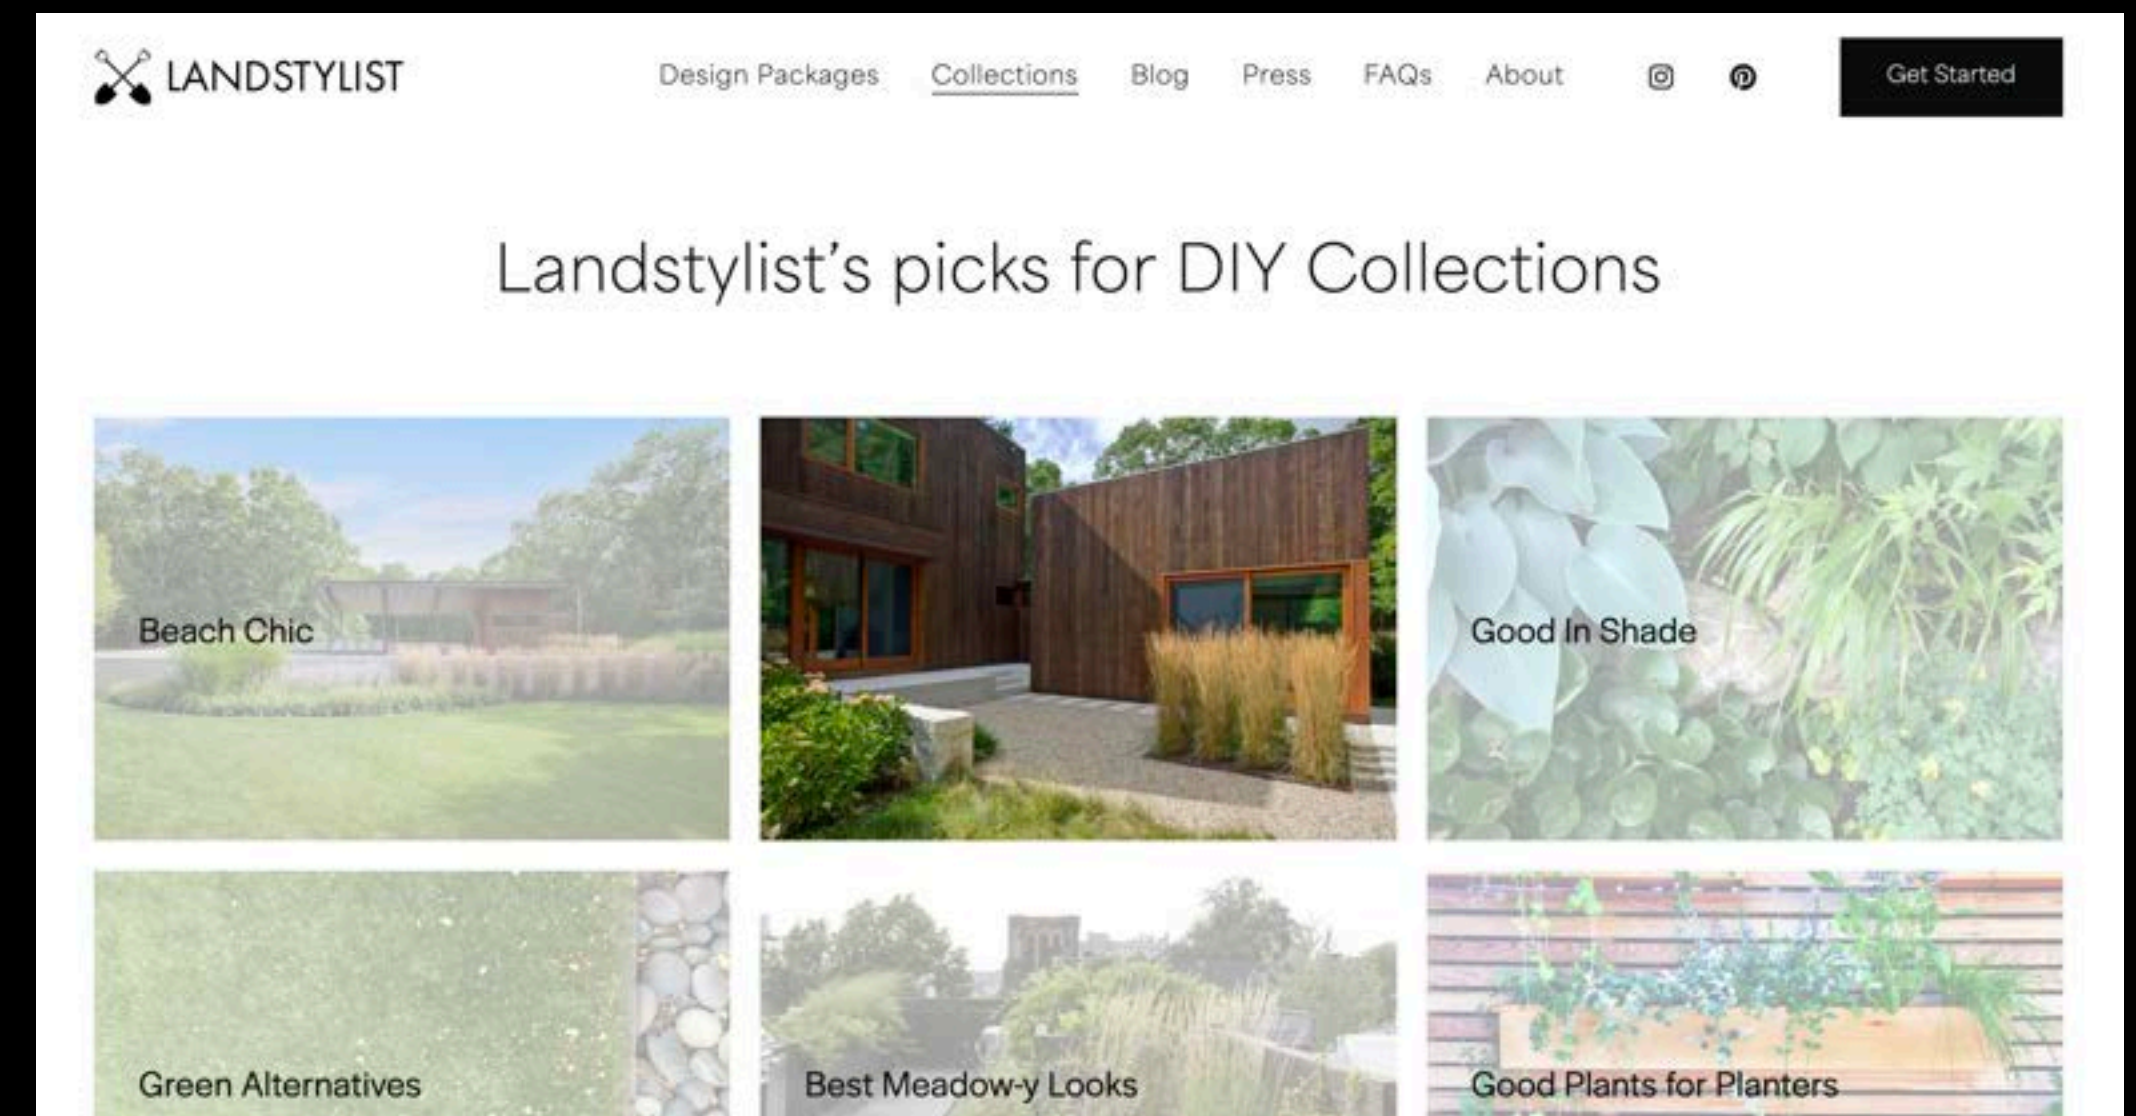 LANDSTYLIST
Design Packages Collections Blog Press FAQs About Get Started
Landstylist's picks for DIY Collections
Beach Chic
Good In Shade
Green Alternatives
Best Meadow-y Looks
Good Plants for Planters